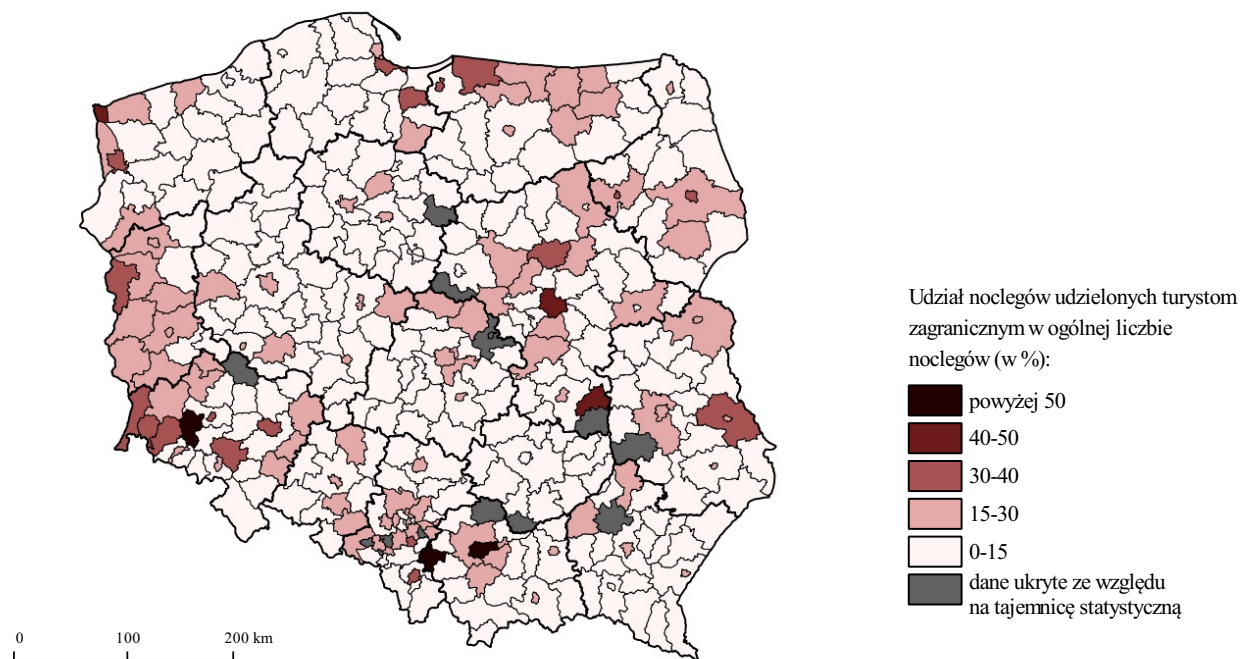 Udział noclegów udzielonych turystom
zagranicznym w ogólnej liczbie
noclegów (w %):
powyżej 50
40-50
30-40
15-30
0-15
dane ukryte ze względu
na tajemnicę statystyczną
0 100 200 km